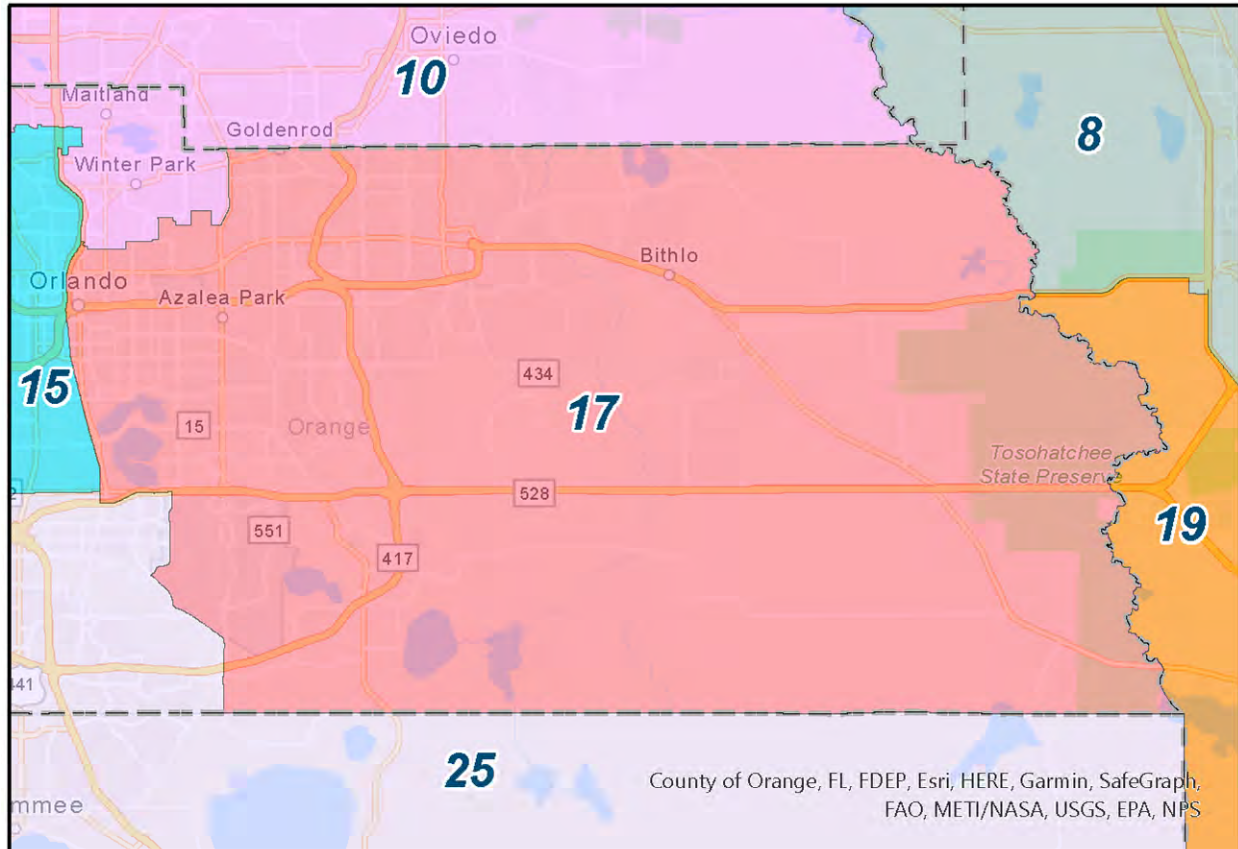 Oviedo
10
Maitland
8
Goldenrod
Winter Park
Bithlo
Orlando
Azalea Park
434
15
17
15
Orange
Tosohatchee
State Preserve
528
19
551
417
441
25
County of Orange, FL, FDEP, Esri, HERE, Garmin, SafeGraph,
FAO, METI/NASA, USGS, EPA, NPS
mmee